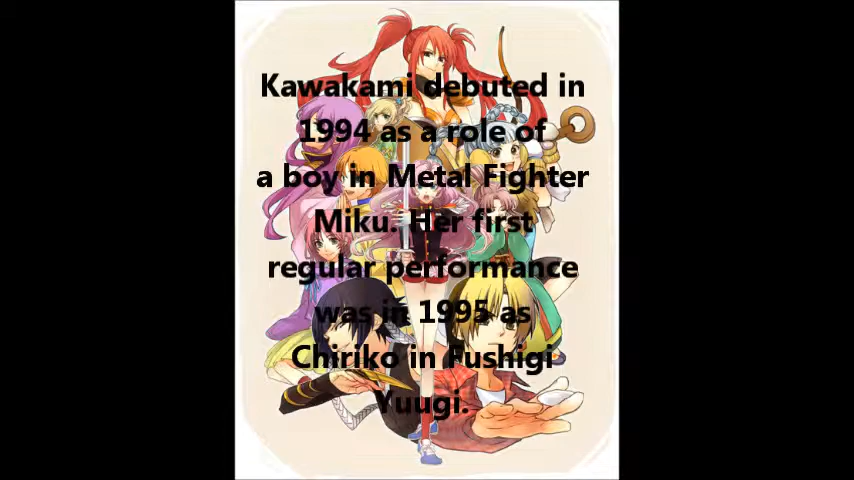 Kawakami debuted in
1994 as a role of
a boy in Metal Fighter
Miku. Her first
regular performance
was in 1995 as
Chiriko in Fushigi
Yuugi.